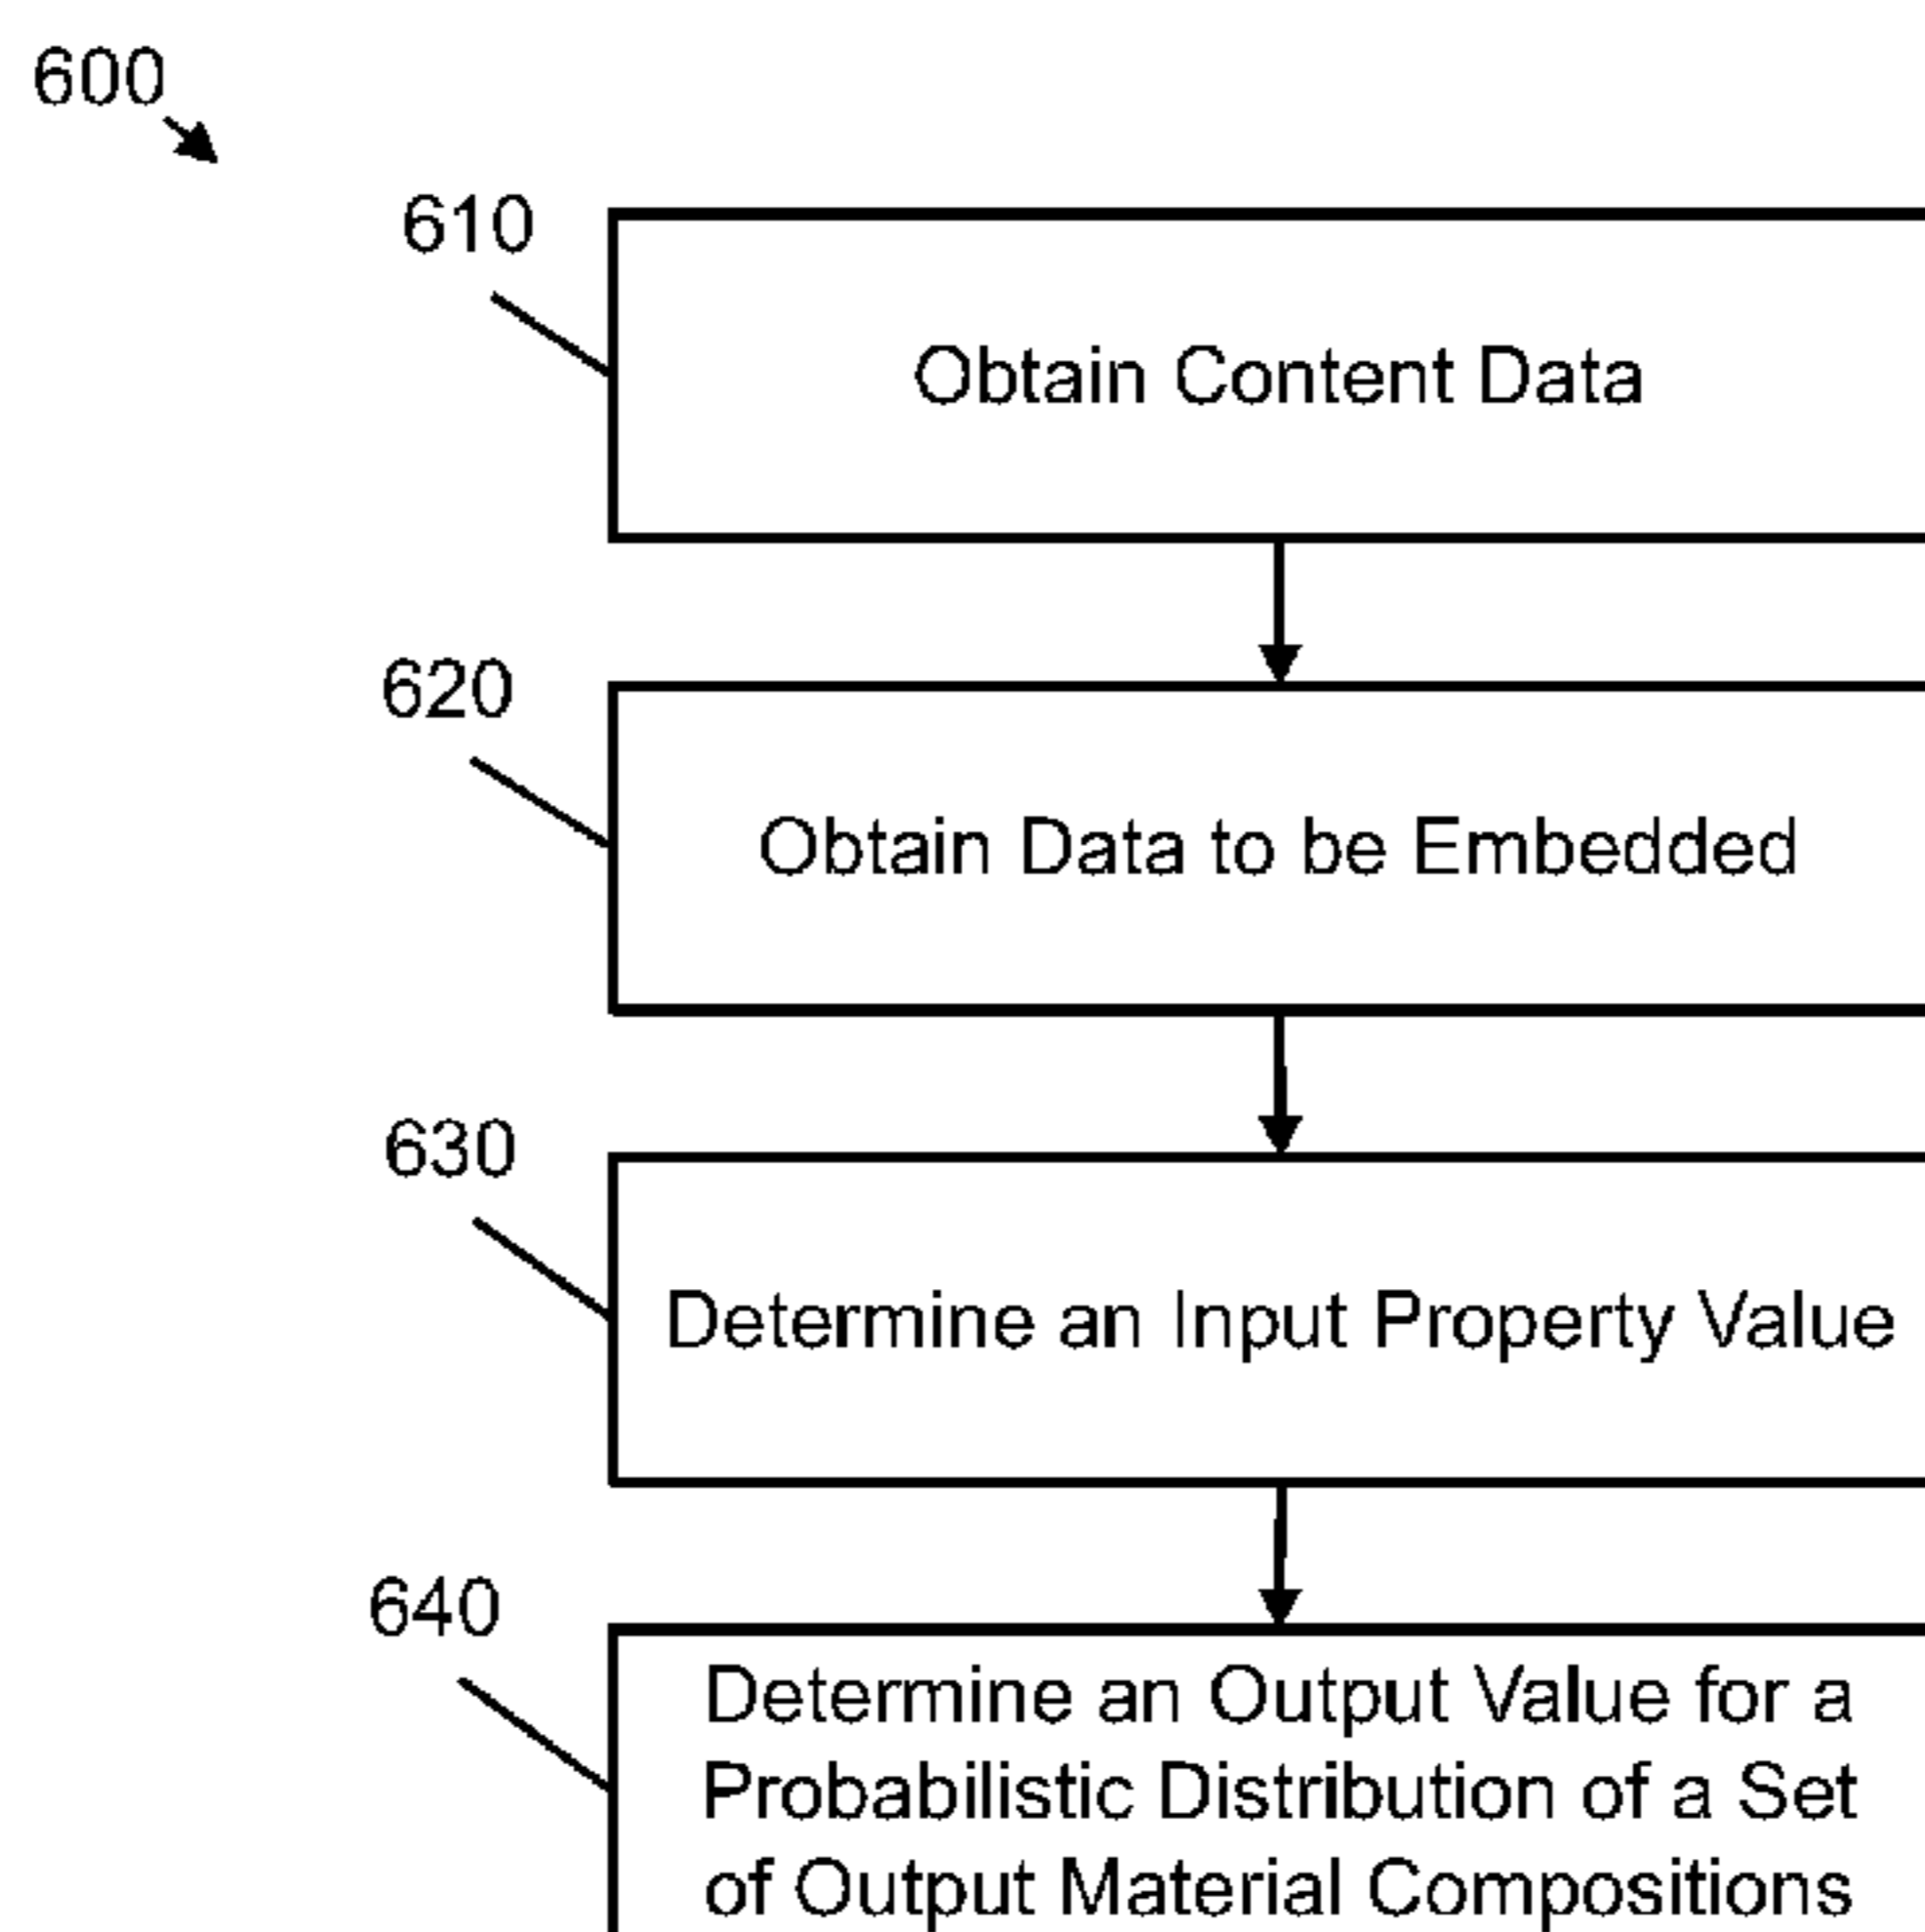 600
610
Obtain Content Data
620
Obtain Data to be Embedded
630
Determine an Input Property Value
640
Determine an Output Value for a
Probabilistic Distribution of a Set
of Output Material Compositions